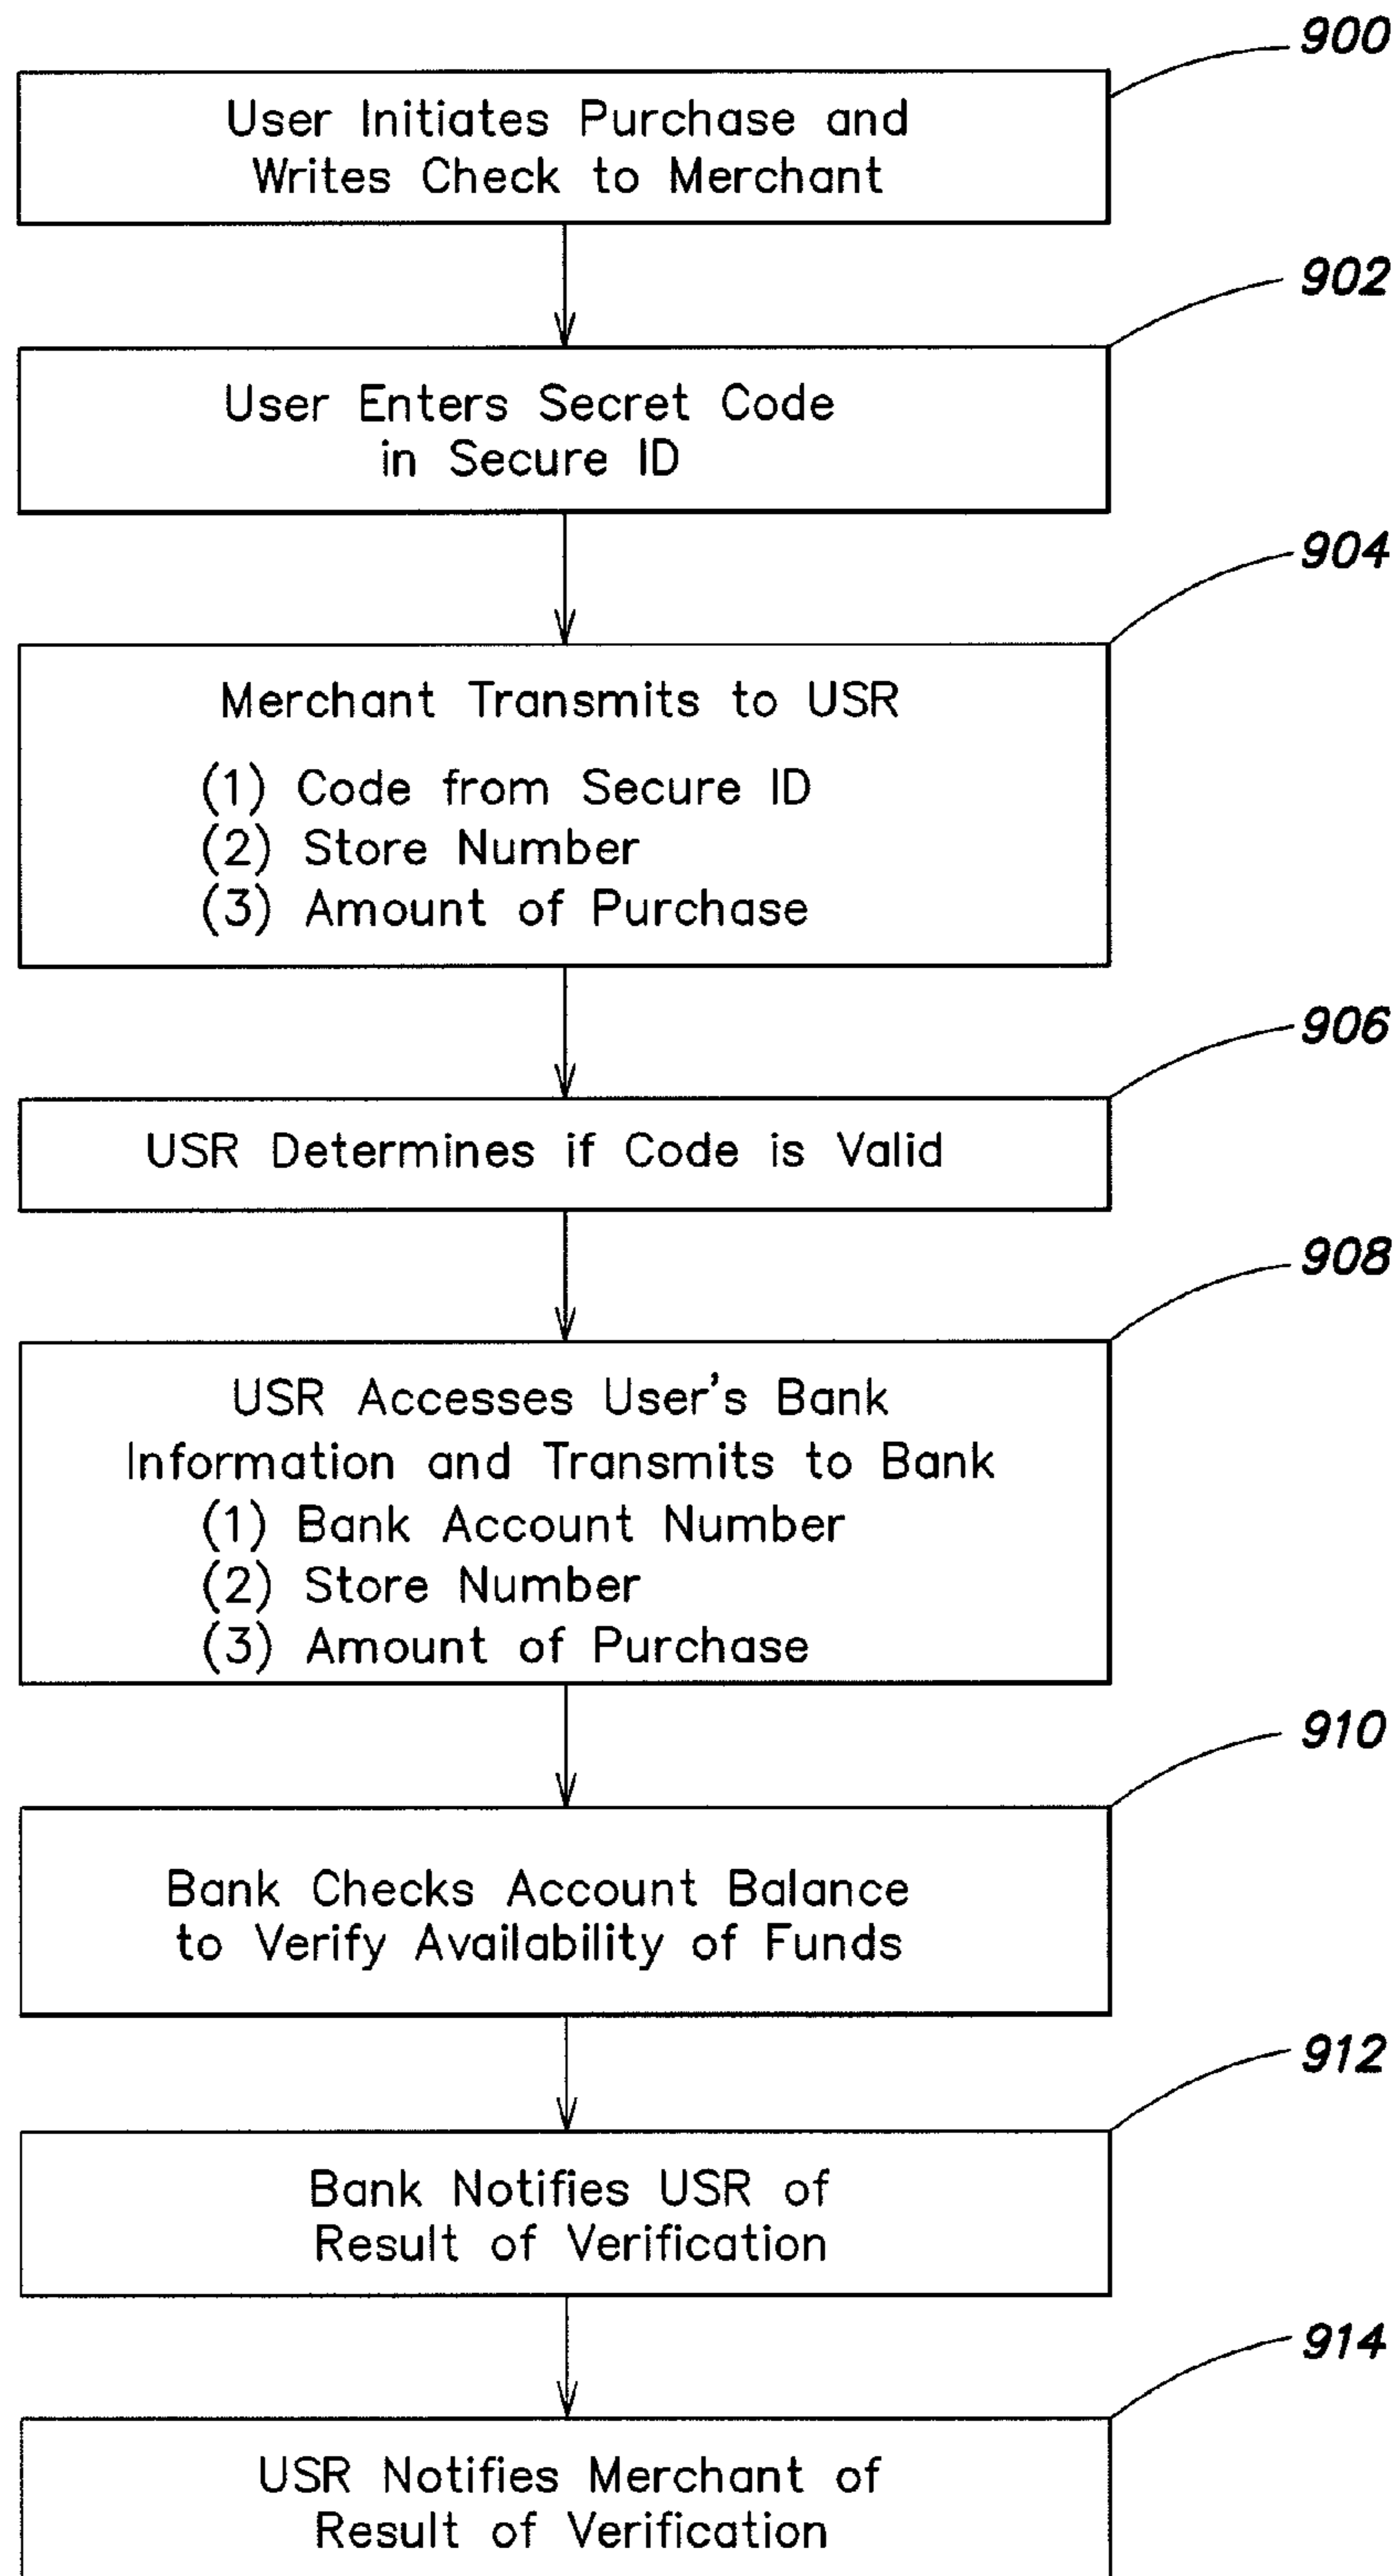 900
User Initiates Purchase and
Writes Check to Merchant
902
User Enters Secret Code
in Secure ID
904
Merchant Transmits to USR
(1) Code from Secure ID
(2) Store Number
(3) Amount of Purchase
906
USR Determines if Code is Valid
908
USR Accesses User's Bank
Information and Transmits to Bank
(1) Bank Account Number
(2) Store Number
(3) Amount of Purchase
910
Bank Checks Account Balance
to Verify Availability of Funds
912
Bank Notifies USR of
Result of Verification
914
USR Notifies Merchant of
Result of Verification